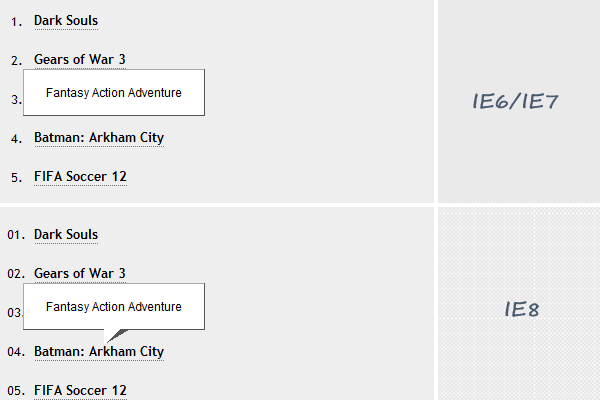 1. Dark Souls
2. Gears of War 3
Fantasy Action Adventure
3.
4. Batman: Arkham City
5. FIFA Soccer 12
IE6/IE7
01. Dark Souls
02. Gears of War 3
Fantasy Action Adventure
03.
04. Batman: Arkham City
05. FIFA Soccer 12
IE8